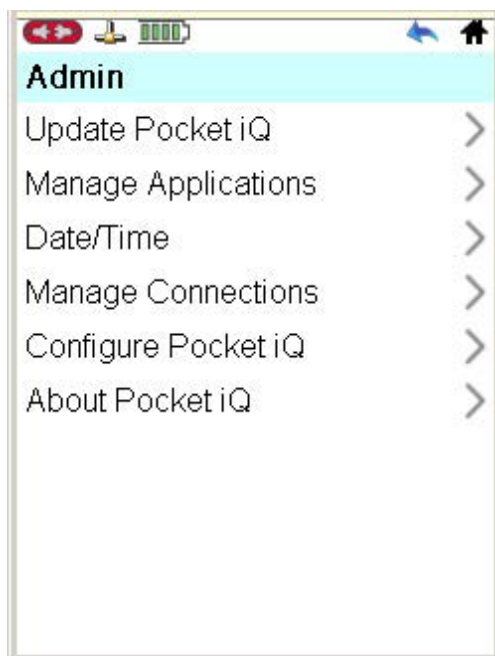 Admin
Update Pocket iQ
Manage Applications
Date/Time
Manage Connections
Configure Pocket iQ
About Pocket iQ